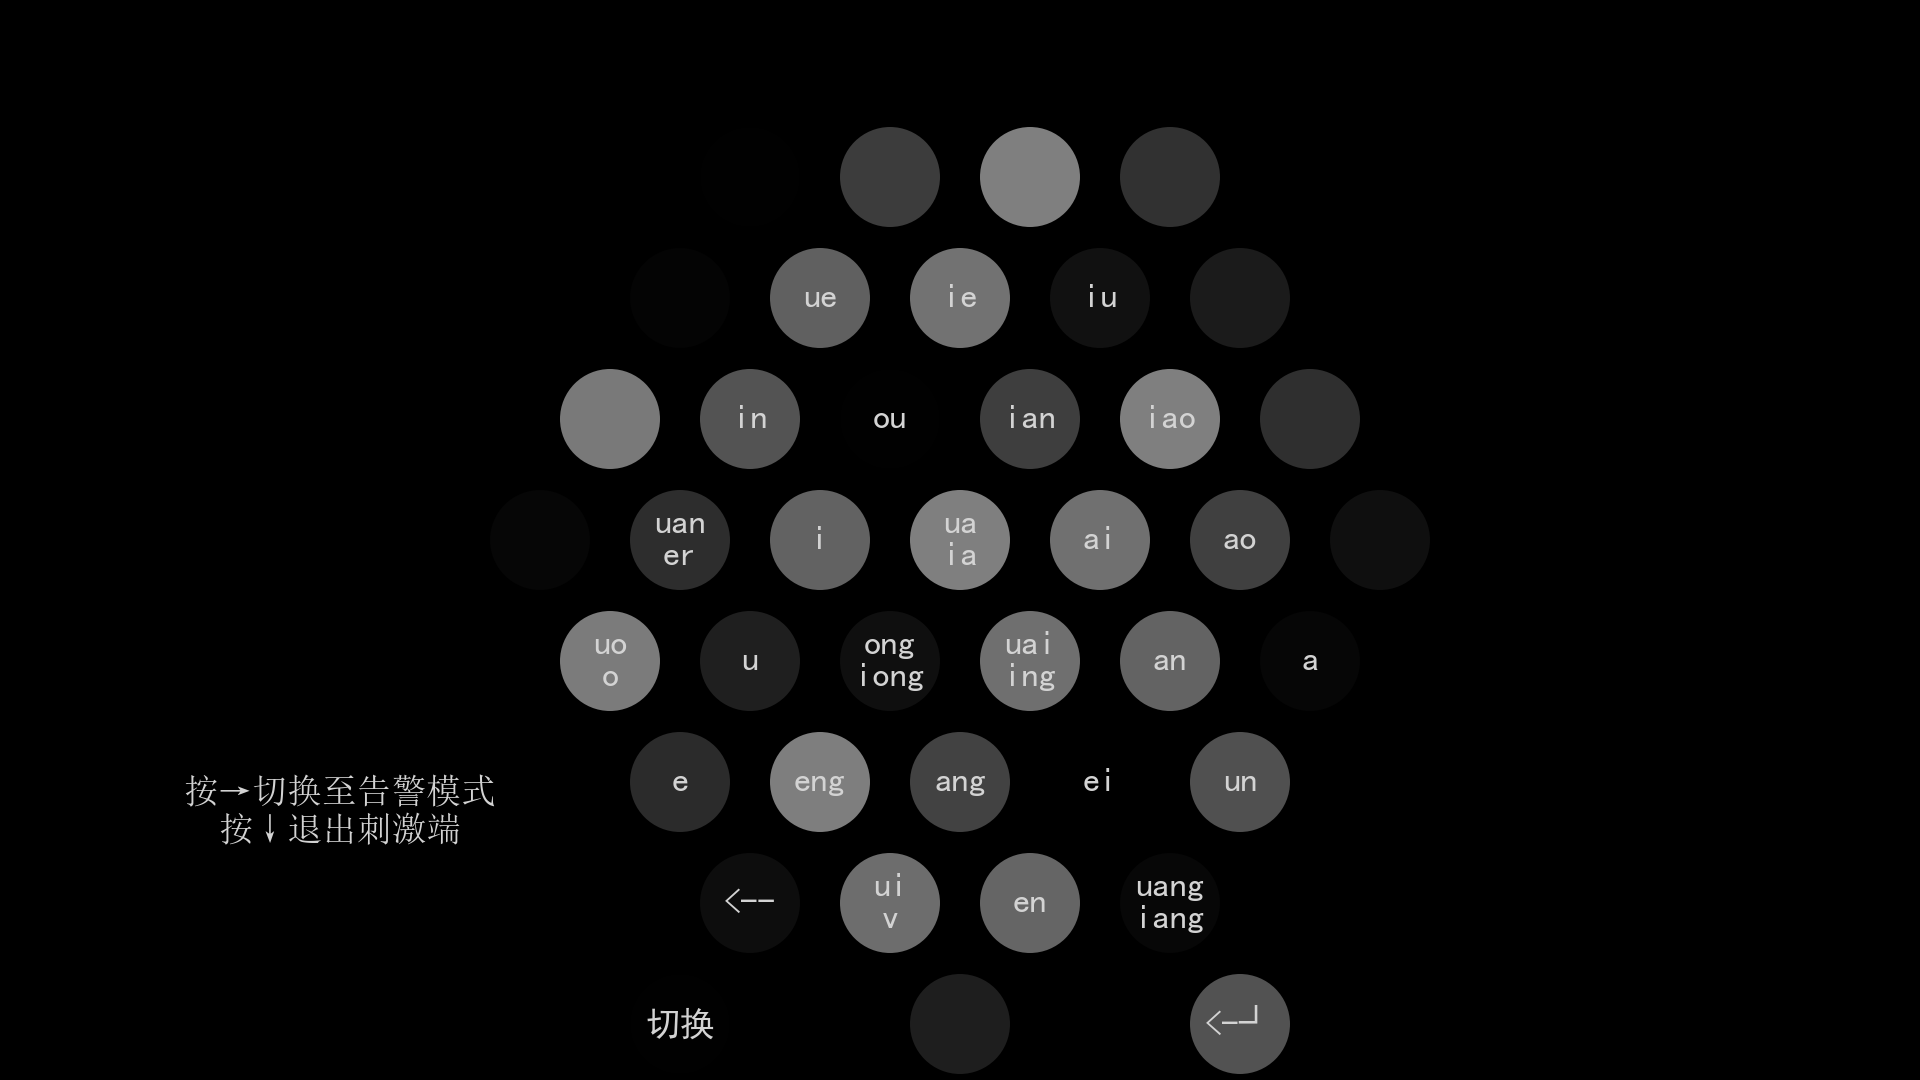 ue ie iu
in ou ian iao
uan
er
i
ua
ia
ai
ao
uo
o
u
ong
iong
uai
ing
an
a
e eng ang ei un
按→切换至告警模式
按↓退出刺激端
<--
ui
v
en
uang
iang
切换
<-┘